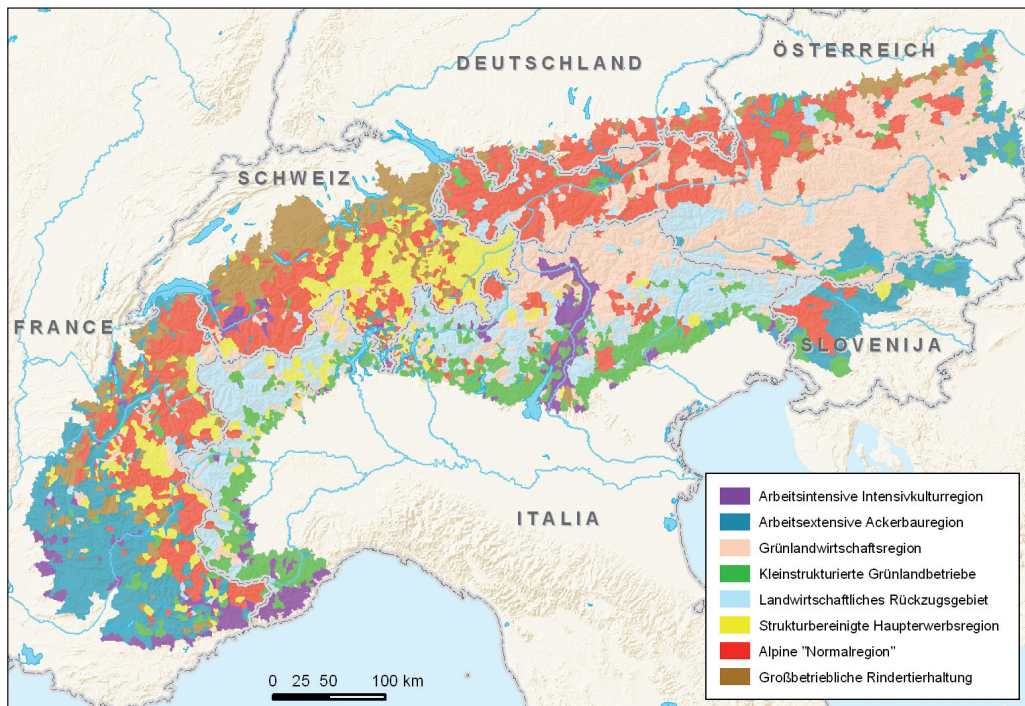 ÖSTERREICH
DEUTSCHLAND
SCHWEIZ
FRANCE
SLOVENIJA
ITALIA
Arbeitsintensive Intensivkulturregion
Arbeitsextensive Ackerbauregion
Grünlandwirtschaftsregion
Kleinstrukturierte Grünlandbetriebe
Landwirtschaftliches Rückzugsgebiet
Strukturbereinigte Haupterwerbsregion
Alpine "Normalregion"
Großbetriebliche Rindertierhaltung
0 25 50 100 km